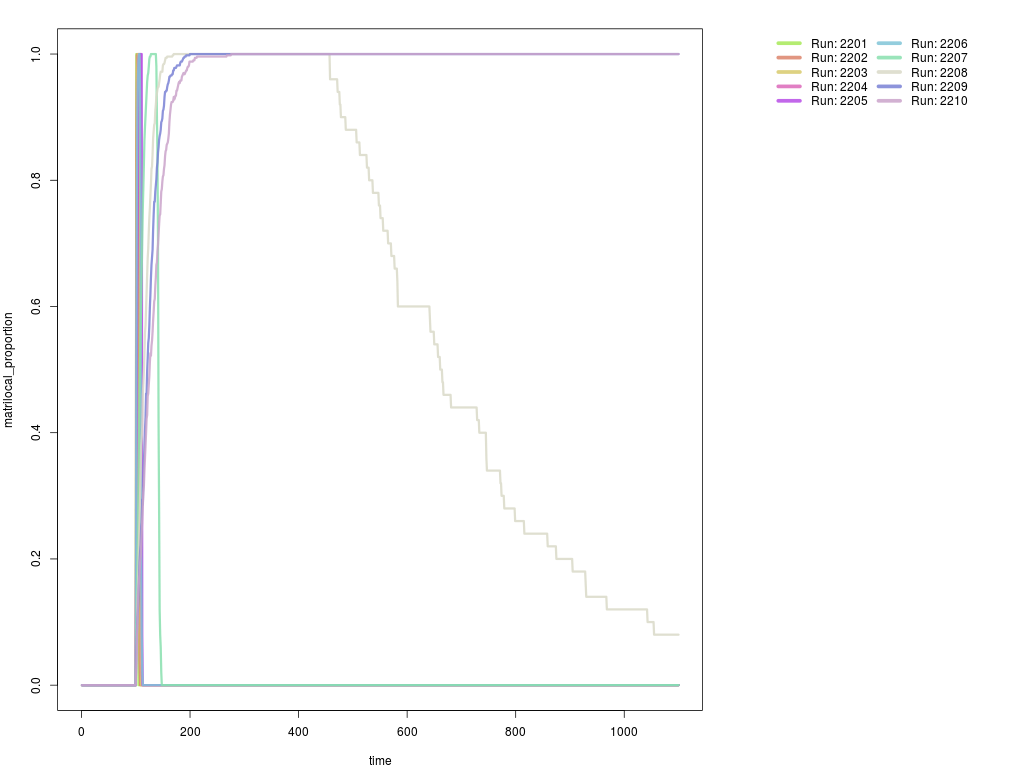 matrilocal_proportion
1.0
0.8
0.6
0.4
0.2
0.0
0 200 400 600 800 1000
time
Run: 2201 Run: 2206
Run: 2202 Run: 2207
Run: 2203 Run: 2208
Run: 2204 Run: 2209
Run: 2205 Run: 2210